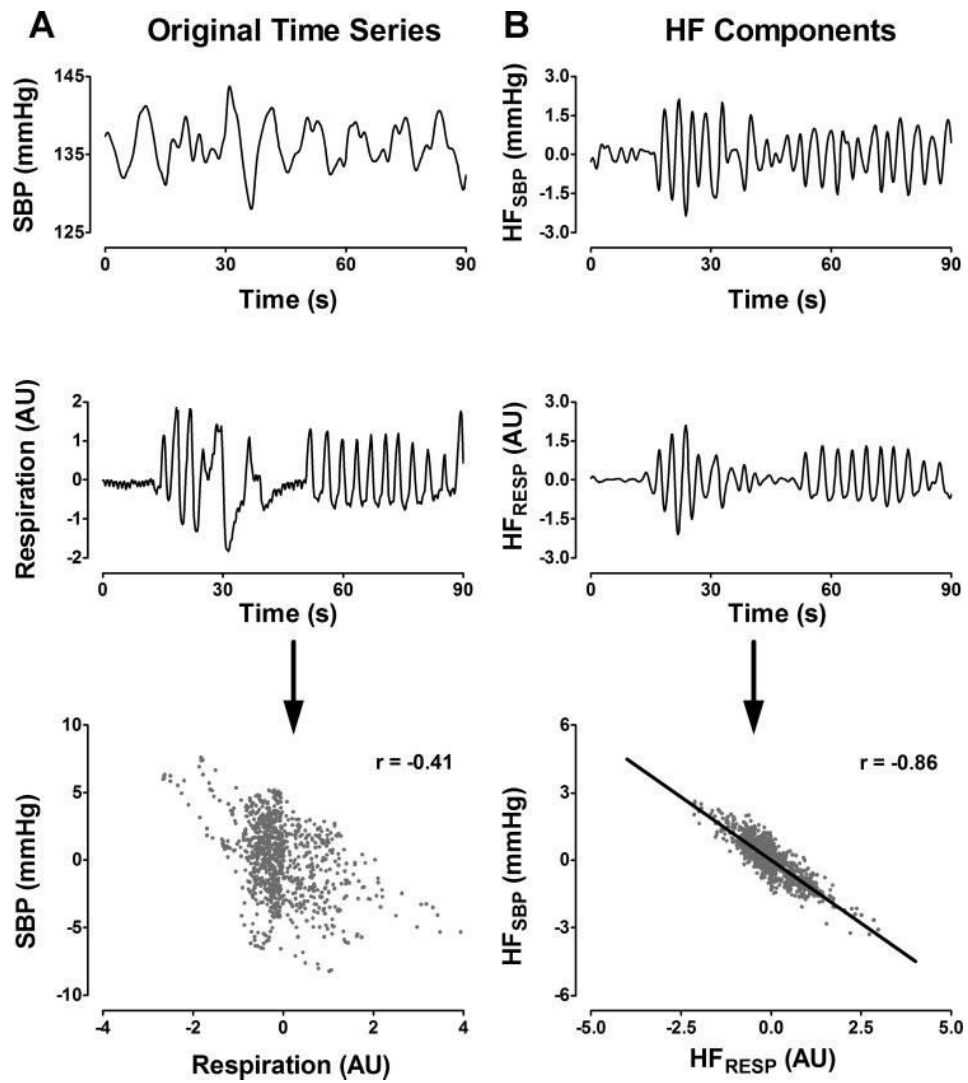 A Original Time Series B HF Components
SBP (mmHg)
145
135
125
0 30 60 90
Time (s)
HF_SBP (mmHg)
3.0
1.5
0.0
-1.5
-3.0
0 30 60 90
Time (s)
Respiration (AU)
2
1
0
-1
-2
0 30 60 90
Time (s)
HF_RESP (AU)
3.0
1.5
0.0
-1.5
-3.0
0 30 60 90
Time (s)
SBP (mmHg)
10
5
0
-5
-10
r = -0.41
-4 -2 0 2 4
Respiration (AU)
HF_SBP (mmHg)
6
3
0
-3
-6
r = -0.86
-5.0 -2.5 0.0 2.5 5.0
HF_RESP (AU)